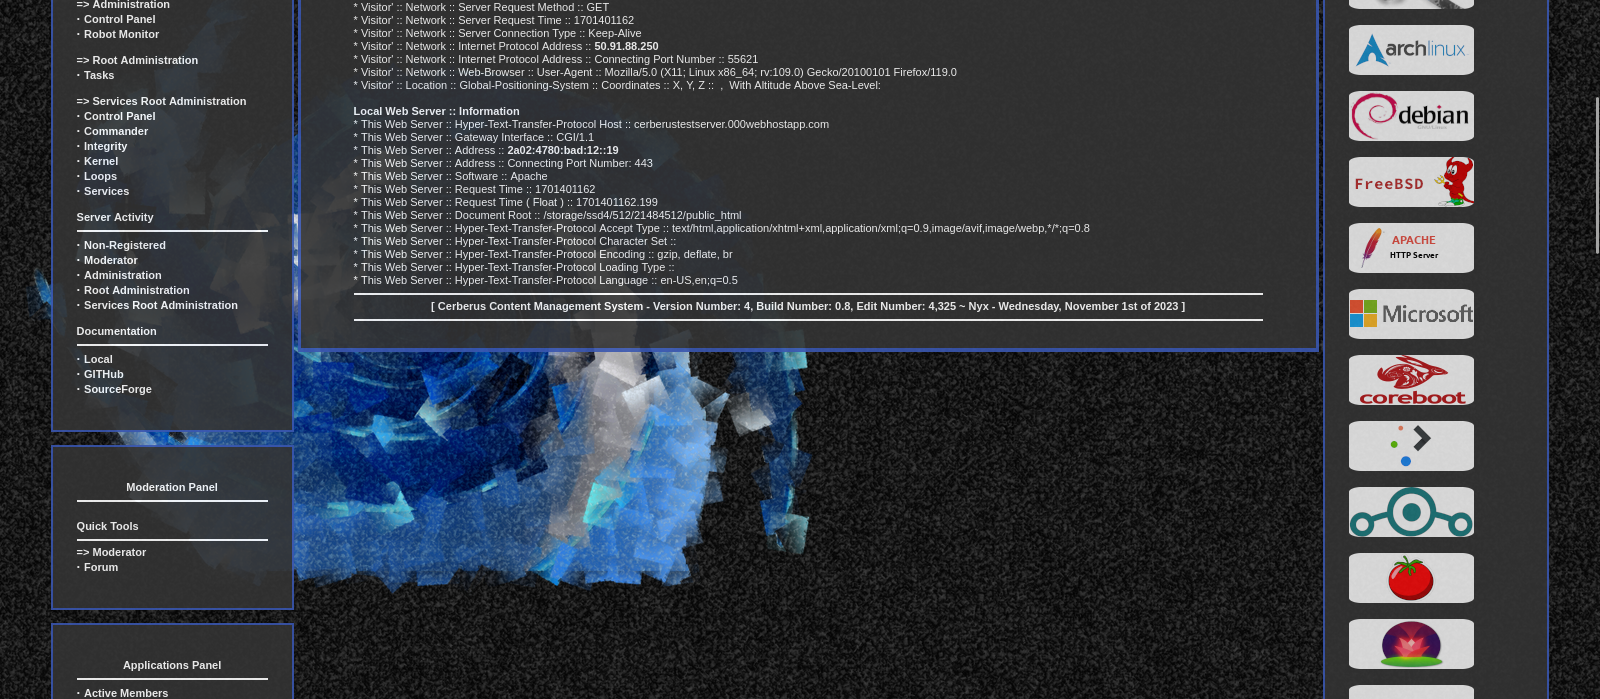 => Administration
· Control Panel
· Robot Monitor
=> Root Administration
· Tasks
=> Services Root Administration
· Control Panel
· Commander
· Integrity
· Kernel
· Loops
· Services
Server Activity
· Non-Registered
· Moderator
· Administration
· Root Administration
· Services Root Administration
Documentation
· Local
· GITHub
· SourceForge
Moderation Panel
Quick Tools
=> Moderator
· Forum
Applications Panel
· Active Members
* Visitor' :: Network :: Server Request Method :: GET
* Visitor' :: Network :: Server Request Time :: 1701401162
* Visitor' :: Network :: Server Connection Type :: Keep-Alive
* Visitor' :: Network :: Internet Protocol Address :: 50.91.88.250
* Visitor' :: Network :: Internet Protocol Address :: Connecting Port Number :: 55621
* Visitor' :: Network :: Web-Browser :: User-Agent :: Mozilla/5.0 (X11; Linux x86_64; rv:109.0) Gecko/20100101 Firefox/119.0
* Visitor' :: Location :: Global-Positioning-System :: Coordinates :: X, Y, Z :: , With Altitude Above Sea-Level:
Local Web Server :: Information
* This Web Server :: Hyper-Text-Transfer-Protocol Host :: cerberustestserver.000webhostapp.com
* This Web Server :: Gateway Interface :: CGI/1.1
* This Web Server :: Address :: 2a02:4780:bad:12::19
* This Web Server :: Address :: Connecting Port Number: 443
* This Web Server :: Software :: Apache
* This Web Server :: Request Time :: 1701401162
* This Web Server :: Request Time ( Float ) :: 1701401162.199
* This Web Server :: Document Root :: /storage/ssd4/512/21484512/public_html
* This Web Server :: Hyper-Text-Transfer-Protocol Accept Type :: text/html,application/xhtml+xml,application/xml;q=0.9,image/avif,image/webp,*/*;q=0.8
* This Web Server :: Hyper-Text-Transfer-Protocol Character Set ::
* This Web Server :: Hyper-Text-Transfer-Protocol Encoding :: gzip, deflate, br
* This Web Server :: Hyper-Text-Transfer-Protocol Loading Type ::
* This Web Server :: Hyper-Text-Transfer-Protocol Language :: en-US,en;q=0.5
[ Cerberus Content Management System - Version Number: 4, Build Number: 0.8, Edit Number: 4,325 ~ Nyx - Wednesday, November 1st of 2023 ]
archlinux
debian
FreeBSD
APACHE
HTTP Server
Microsoft
coreboot